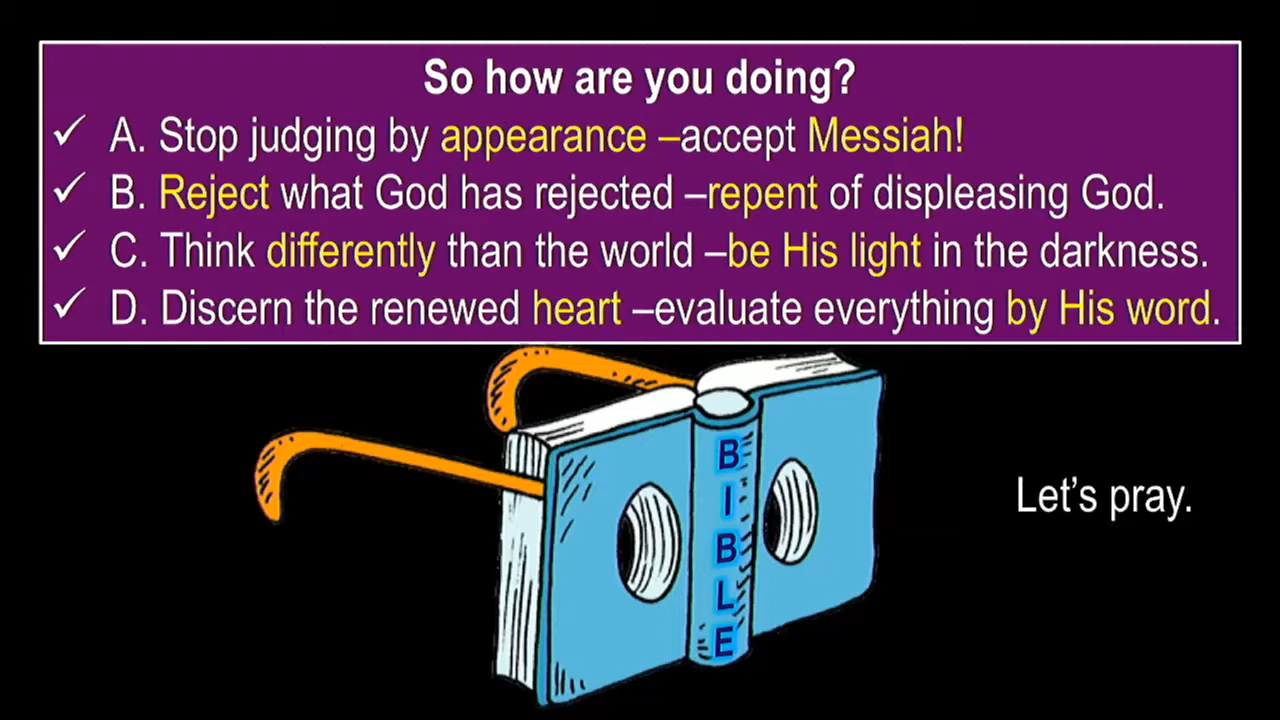 So how are you doing?
✓ A. Stop judging by appearance –accept Messiah!
✓ B. Reject what God has rejected –repent of displeasing God.
✓ C. Think differently than the world –be His light in the darkness.
✓ D. Discern the renewed heart –evaluate everything by His word.
BIBLE
Let's pray.